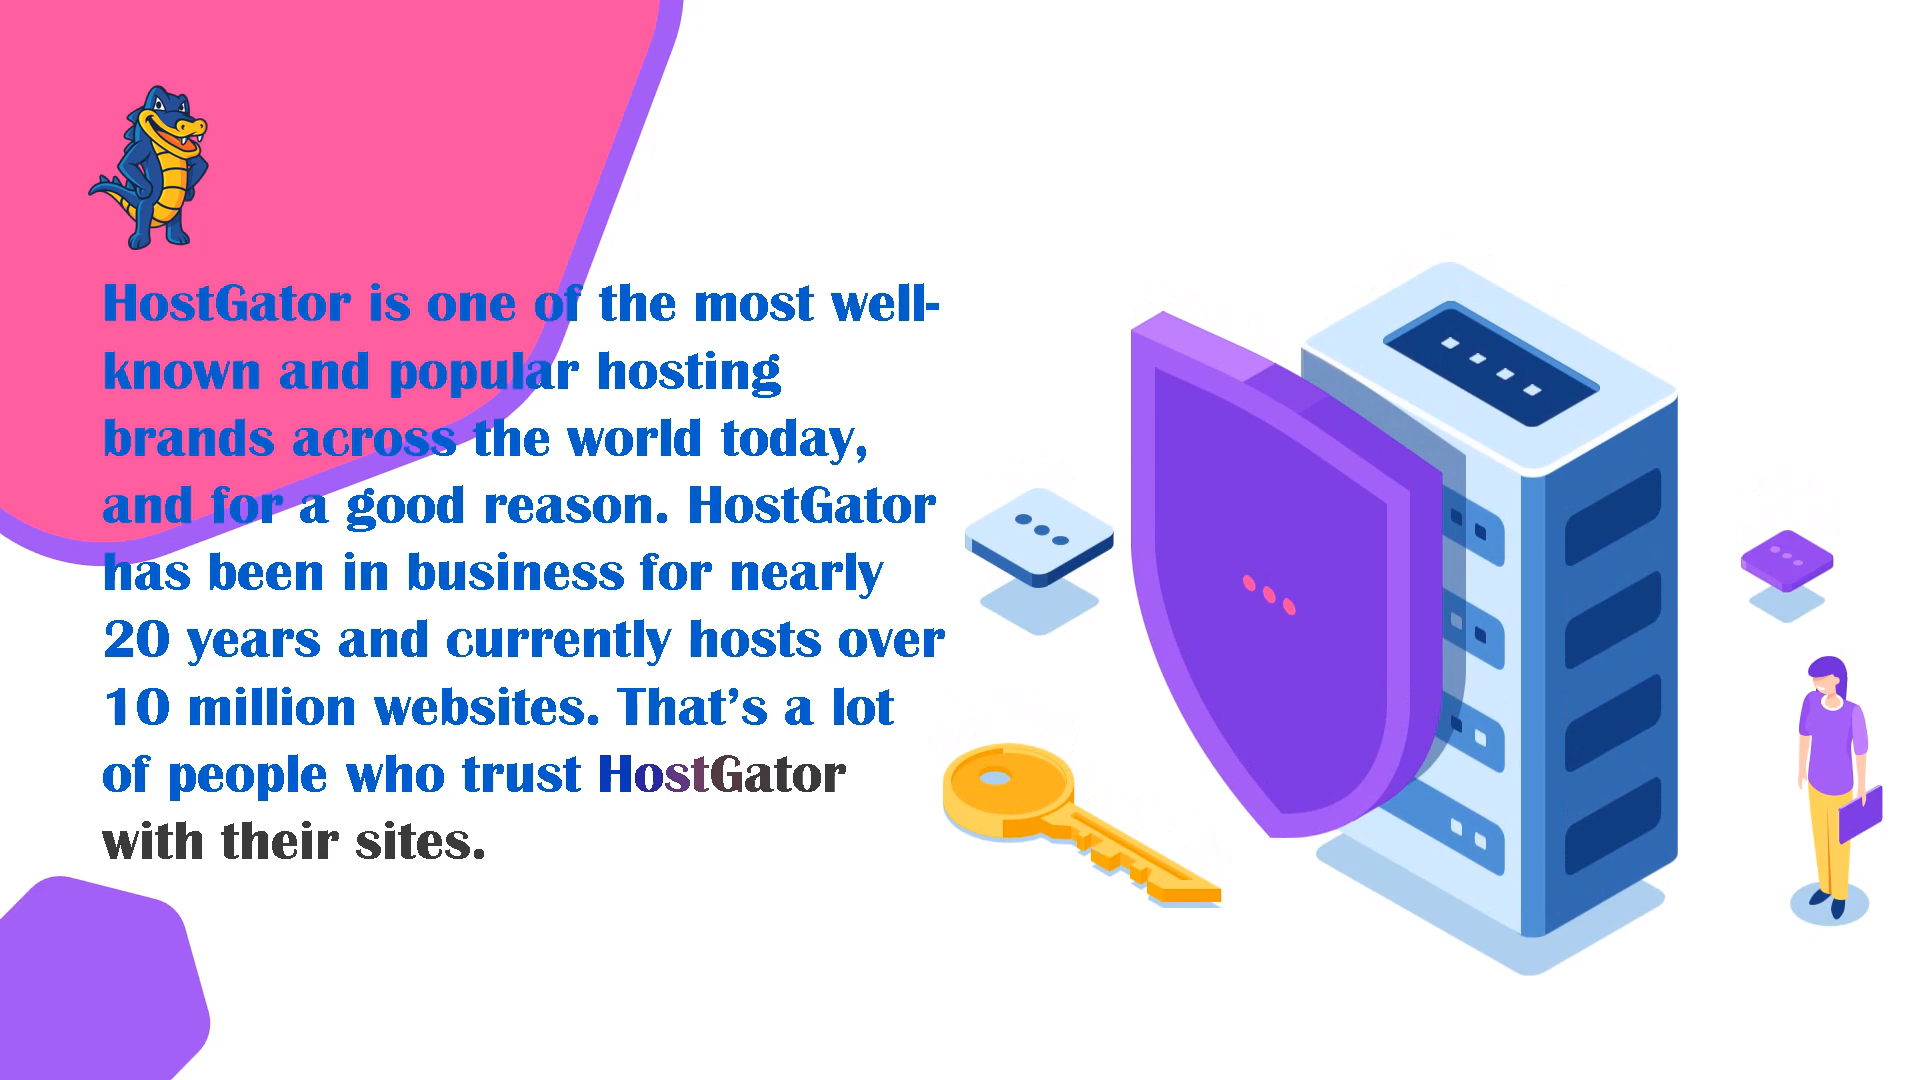 HostGator is one of the most well-
known and popular hosting
brands across the world today,
and for a good reason. HostGator
has been in business for nearly
20 years and currently hosts over
10 million websites. That’s a lot
of people who trust HostGator
with their sites.